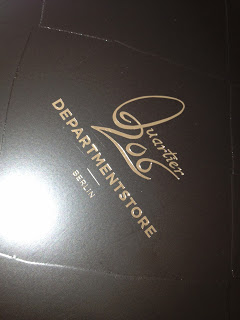 Quartier
206
DEPARTMENTSTORE
BERLIN